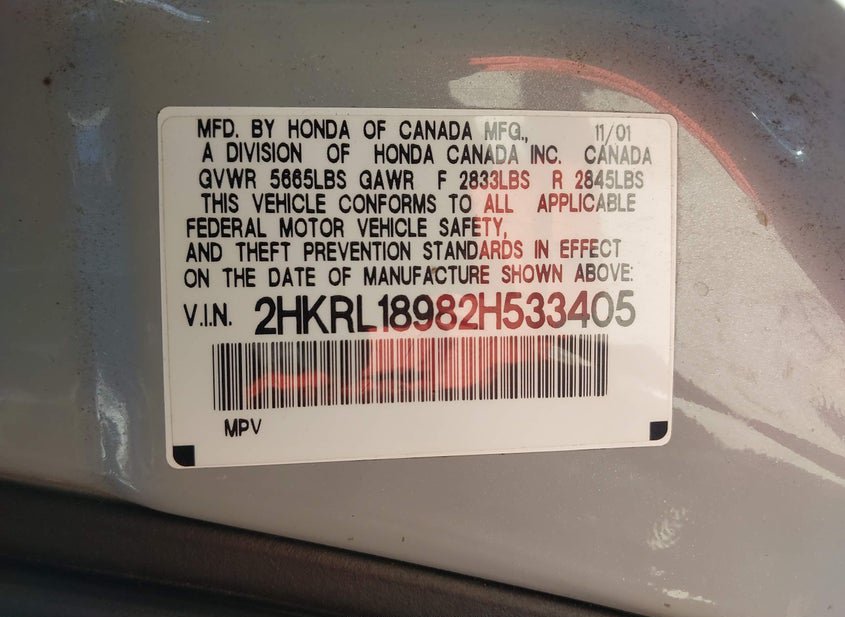 MFD. BY HONDA OF CANADA MFG., 11/01
A DIVISION OF HONDA CANADA INC. CANADA
GVWR 5665LBS GAWR F 2833LBS R 2845LBS
THIS VEHICLE CONFORMS TO ALL APPLICABLE
FEDERAL MOTOR VEHICLE SAFETY,
AND THEFT PREVENTION STANDARDS IN EFFECT
ON THE DATE OF MANUFACTURE SHOWN ABOVE:
V.I.N. 2HKRL18982H533405
MPV